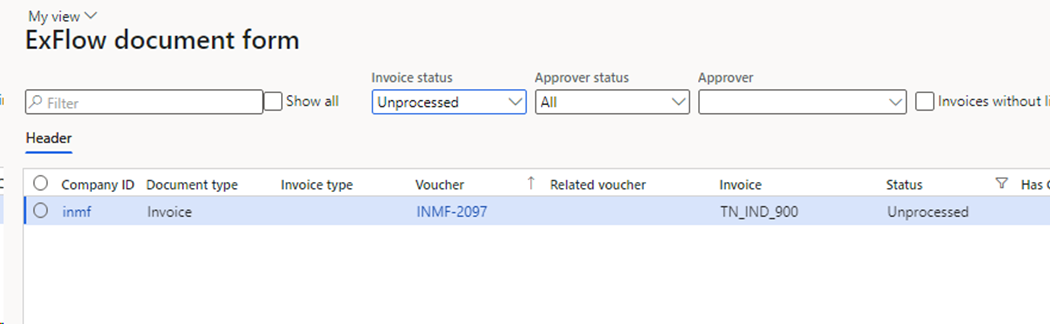 My view
ExFlow document form
Invoice status Approver status Approver
Filter Show all Unprocessed All Invoices without
Header
Company ID Document type Invoice type Voucher Related voucher Invoice Status Has
inmf Invoice INMF-2097 TN_IND_900 Unprocessed